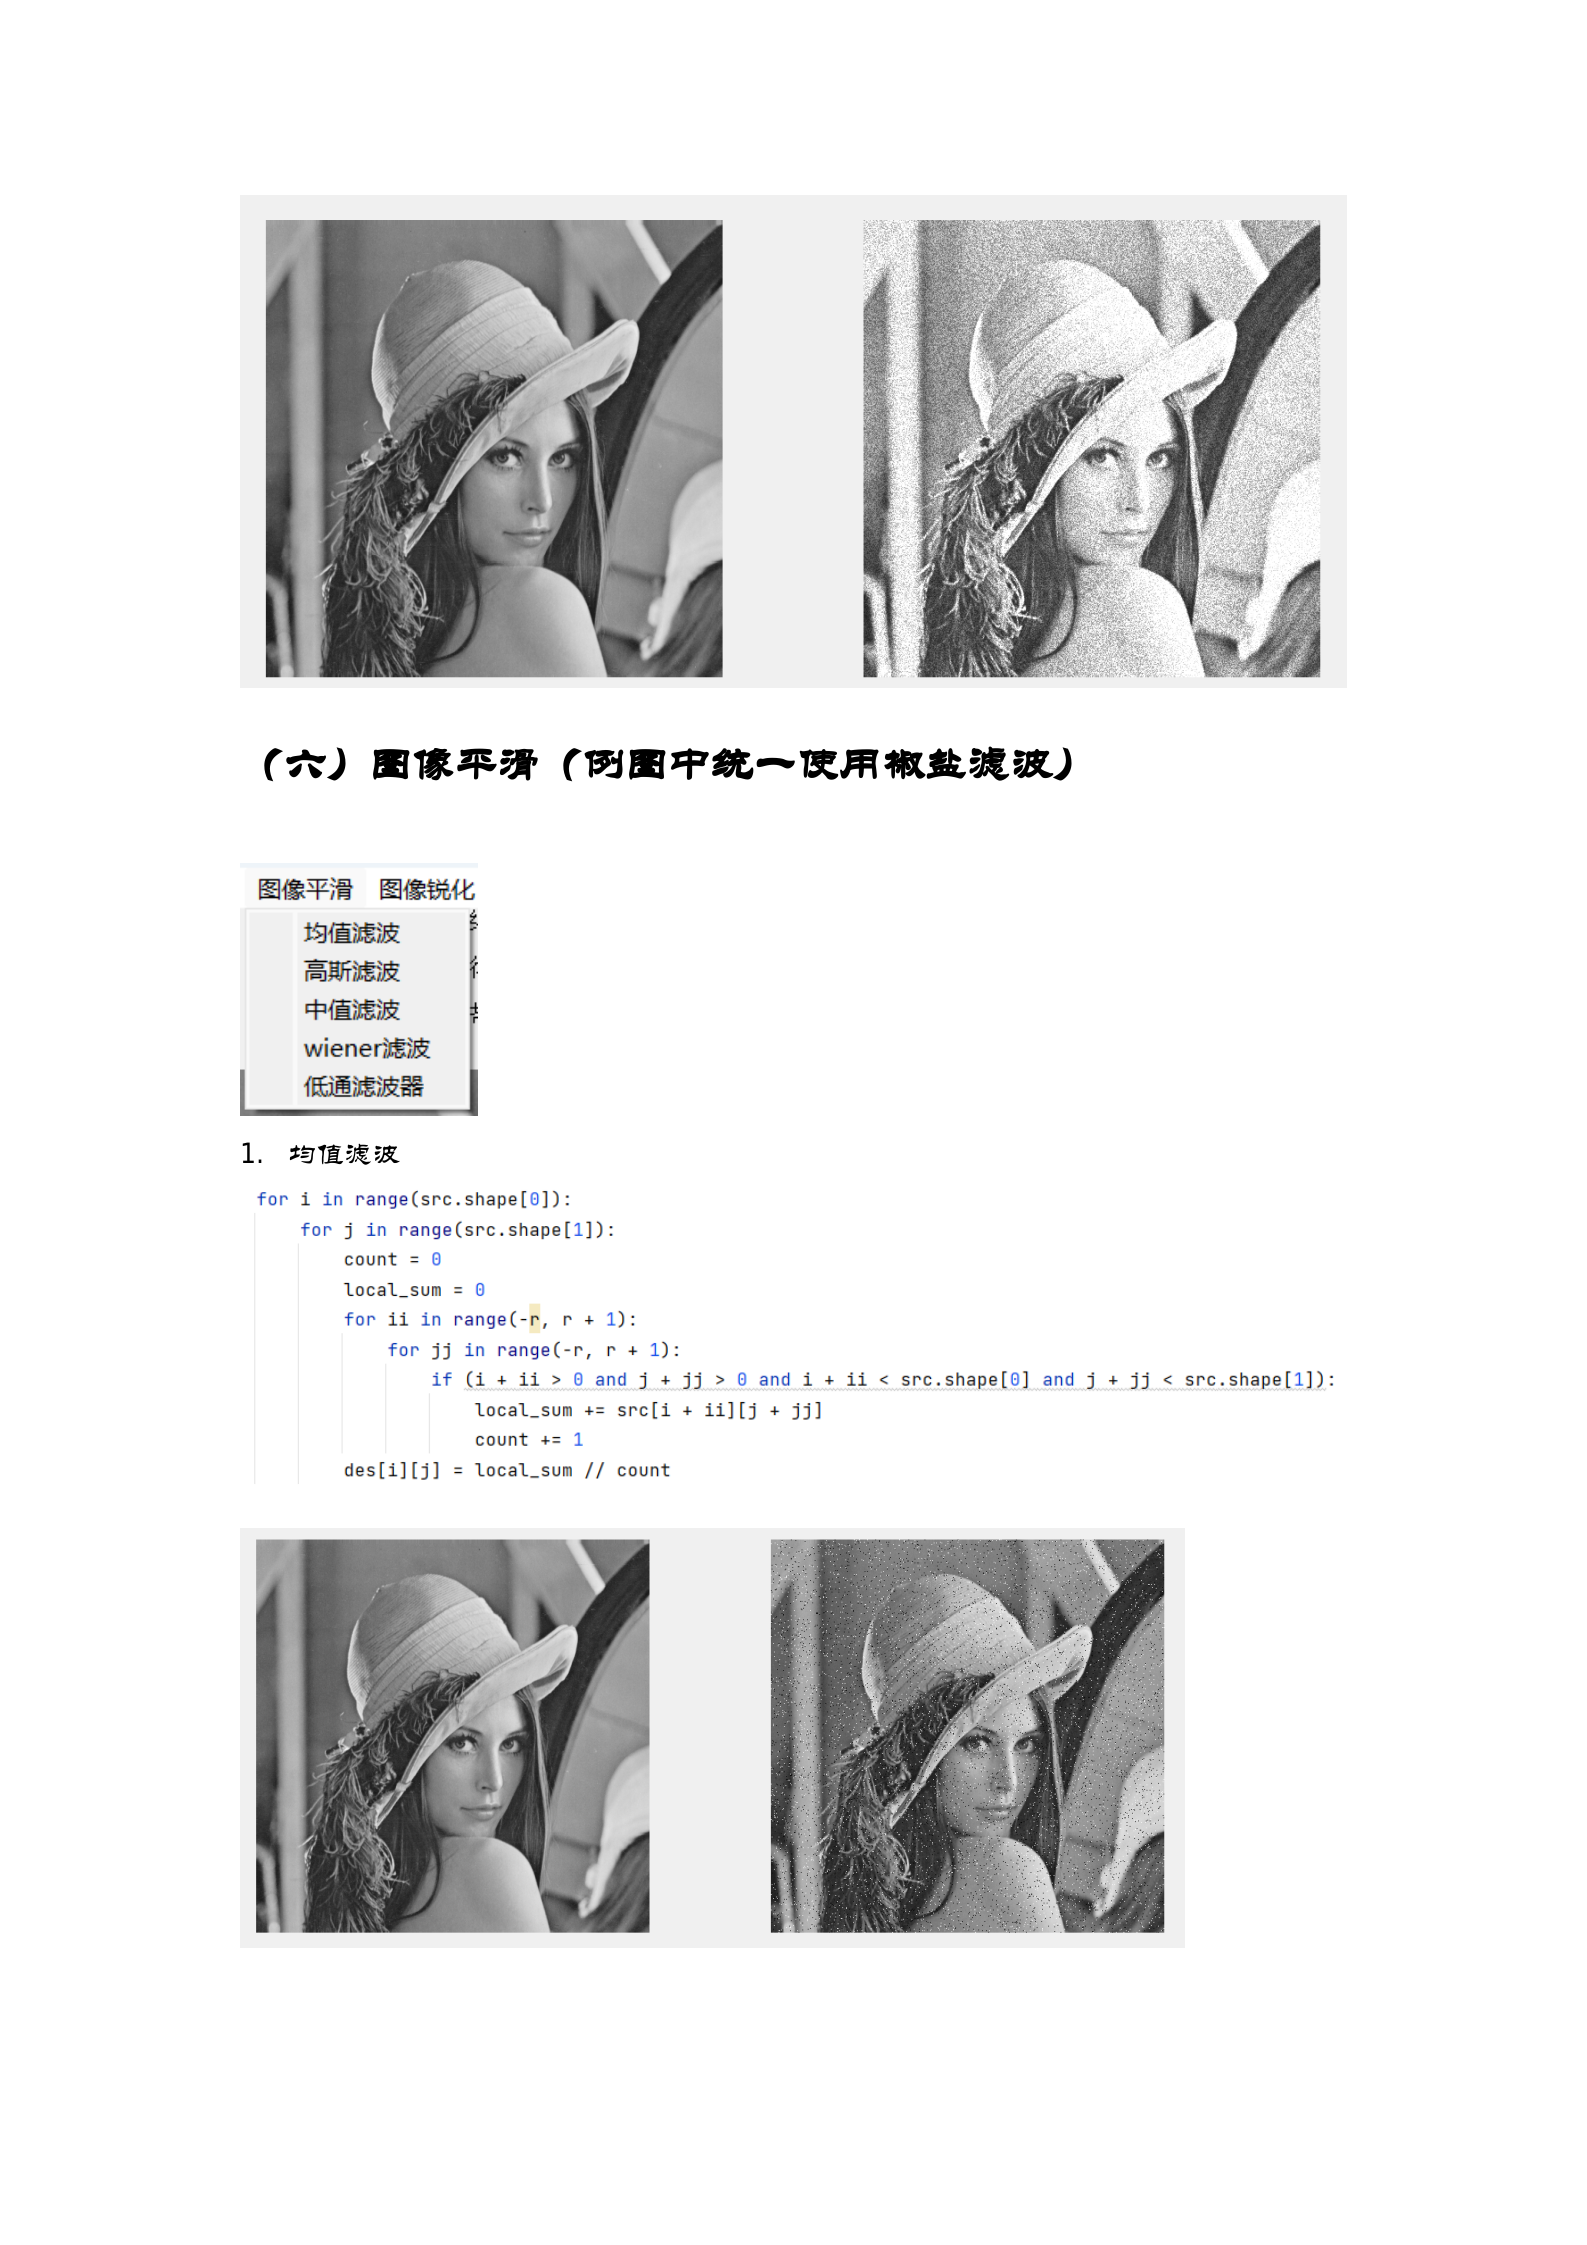 （六）图像平滑（例图中统一使用椒盐滤波）
图像平滑 图像锐化
均值滤波
高斯滤波
中值滤波
wiener滤波
低通滤波器
1. 均值滤波
for i in range(src.shape[0]):
for j in range(src.shape[1]):
count = 0
local_sum = 0
for ii in range(-r, r + 1):
for jj in range(-r, r + 1):
if (i + ii > 0 and j + jj > 0 and i + ii < src.shape[0] and j + jj < src.shape[1]):
local_sum += src[i + ii][j + jj]
count += 1
des[i][j] = local_sum // count